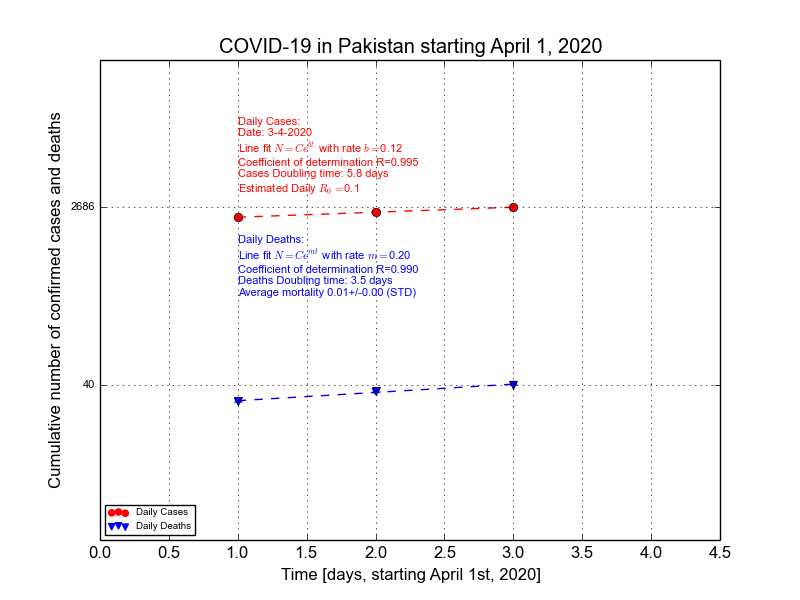 COVID-19 in Pakistan starting April 1, 2020
Cumulative number of confirmed cases and deaths
2686
40
Daily Cases:
Date: 3-4-2020
Line fit N=Ce^{bt} with rate b=0.12
Coefficient of determination R=0.995
Cases Doubling time: 5.8 days
Estimated Daily R_0=0.1
Daily Deaths:
Line fit N=Ce^{mt} with rate m=0.20
Coefficient of determination R=0.990
Deaths Doubling time: 3.5 days
Average mortality 0.01+/-0.00 (STD)
Daily Cases
Daily Deaths
0.0 0.5 1.0 1.5 2.0 2.5 3.0 3.5 4.0 4.5
Time [days, starting April 1st, 2020]